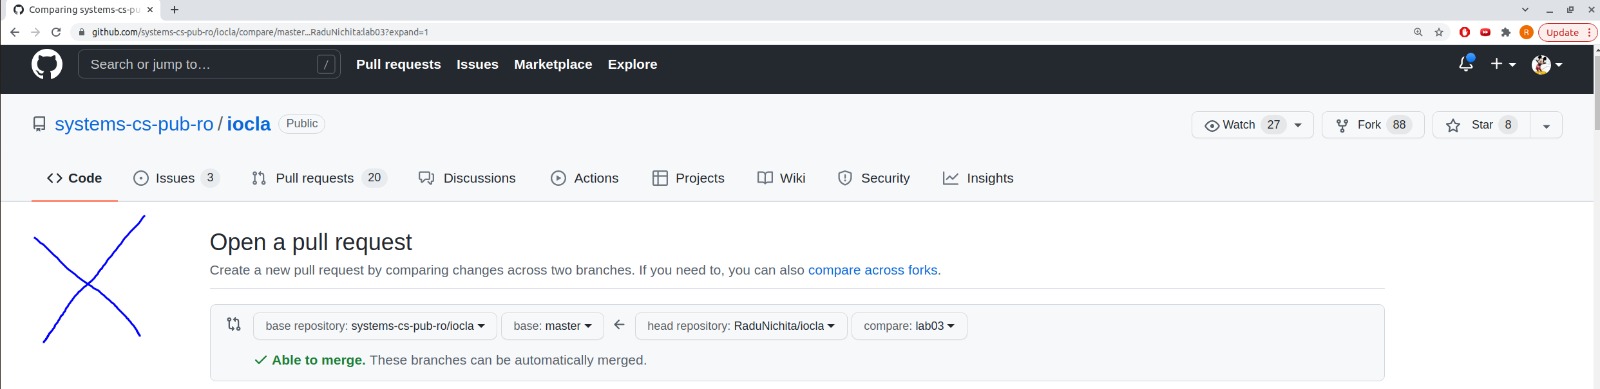 Comparing systems-cs-pu
github.com/systems-cs-pub-ro/iocla/compare/master...RaduNichita:lab03?expand=1
R
Update
Search or jump to…
/
Pull requests
Issues
Marketplace
Explore
systems-cs-pub-ro / iocla
Public
Watch 27
Fork 88
Star 8
Code
Issues 3
Pull requests 20
Discussions
Actions
Projects
Wiki
Security
Insights
Open a pull request
Create a new pull request by comparing changes across two branches. If you need to, you can also compare across forks.
base repository: systems-cs-pub-ro/iocla
base: master
head repository: RaduNichita/iocla
compare: lab03
Able to merge. These branches can be automatically merged.